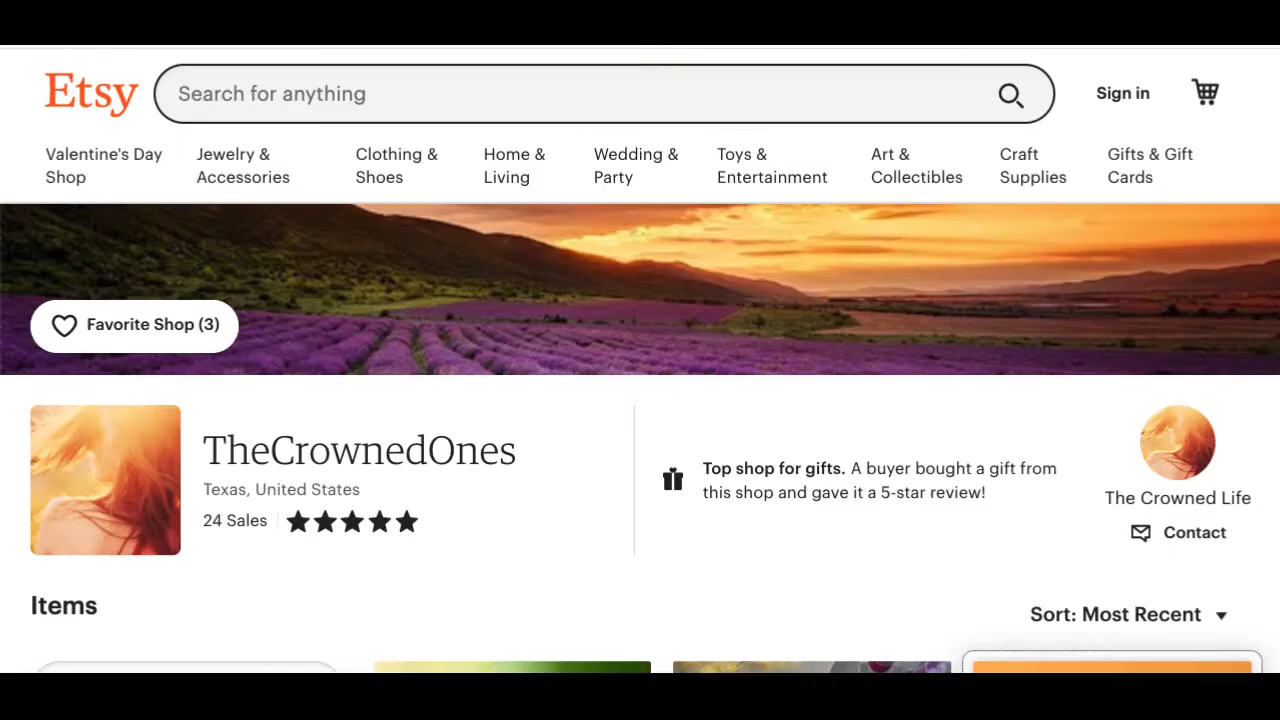 Etsy
Search for anything
Sign in
Valentine's Day
Shop
Jewelry &
Accessories
Clothing &
Shoes
Home &
Living
Wedding &
Party
Toys &
Entertainment
Art &
Collectibles
Craft
Supplies
Gifts & Gift
Cards
Favorite Shop (3)
TheCrownedOnes
Texas, United States
24 Sales
Top shop for gifts. A buyer bought a gift from
this shop and gave it a 5-star review!
The Crowned Life
Contact
Items
Sort: Most Recent